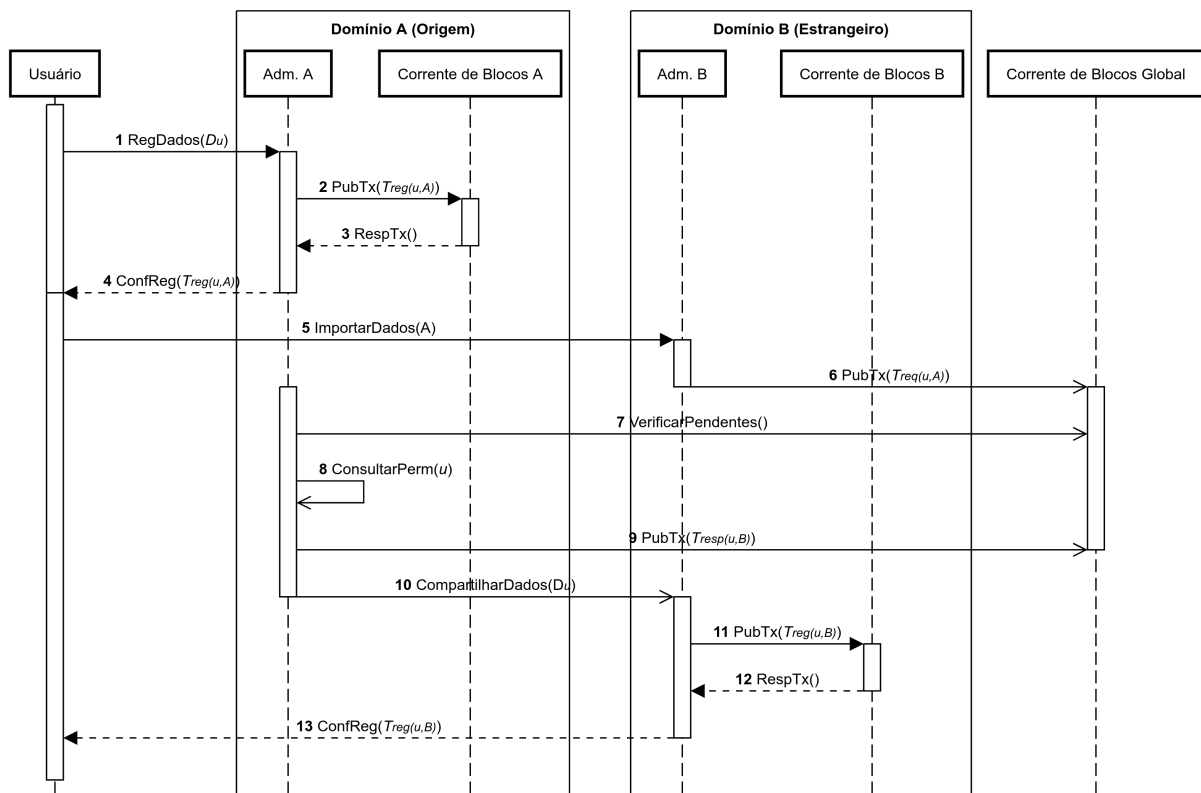 Domínio A (Origem)
Domínio B (Estrangeiro)
Usuário
Adm. A
Corrente de Blocos A
Adm. B
Corrente de Blocos B
Corrente de Blocos Global
1 RegDados(Du)
2 PubTx(Treg(u,A))
3 RespTx()
4 ConfReg(Treg(u,A))
5 ImportarDados(A)
6 PubTx(Treq(u,A))
7 VerificarPendentes()
8 ConsultarPerm(u)
9 PubTx(Tresp(u,B))
10 CompartilharDados(Du)
11 PubTx(Treg(u,B))
12 RespTx()
13 ConfReg(Treg(u,B))